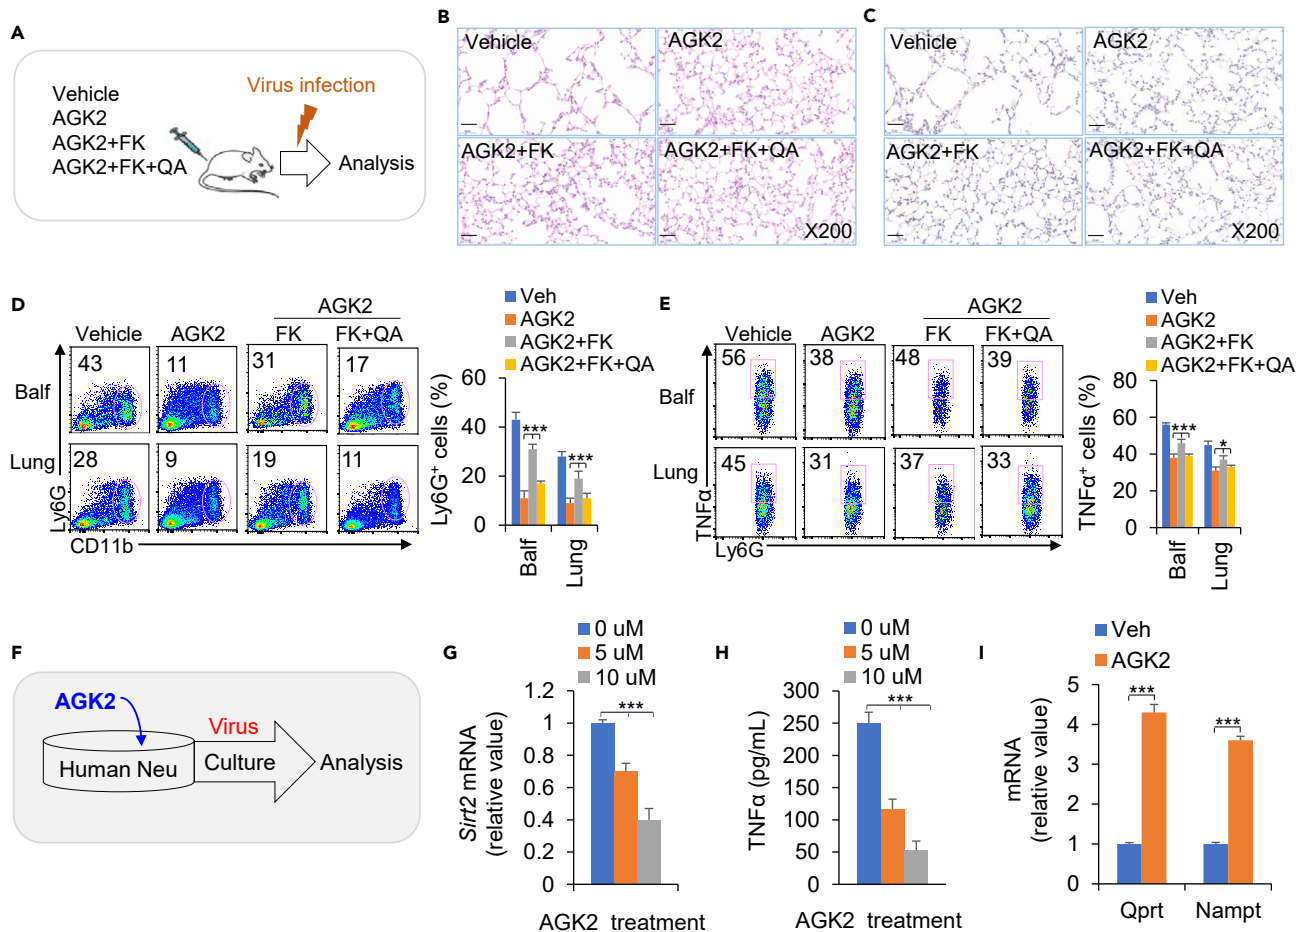 A
Vehicle
AGK2
AGK2+FK
AGK2+FK+QA
Virus infection
Analysis
B
Vehicle
AGK2
AGK2+FK
AGK2+FK+QA
X200
C
Vehicle
AGK2
AGK2+FK
AGK2+FK+QA
X200
D
AGK2
Vehicle AGK2 FK FK+QA
Balf
43 11 31 17
Lung
28 9 19 11
Ly6G
CD11b
Veh
AGK2
AGK2+FK
AGK2+FK+QA
Ly6G⁺ cells (%)
60
40
20
0
***
***
Balf
Lung
E
AGK2
Vehicle AGK2 FK FK+QA
Balf
56 38 48 39
Lung
45 31 37 33
TNFα
Ly6G
Veh
AGK2
AGK2+FK
AGK2+FK+QA
TNFα⁺ cells (%)
80
60
40
20
0
***
*
Balf
Lung
F
AGK2
Virus
Human Neu
Culture
Analysis
G
0 uM
5 uM
10 uM
Sirt2 mRNA
(relative value)
1.2
1
0.8
0.6
0.4
0.2
0
***
AGK2 treatment
H
0 uM
5 uM
10 uM
TNFα (pg/mL)
300
250
200
150
100
50
0
***
AGK2 treatment
I
Veh
AGK2
mRNA
(relative value)
5
4
3
2
1
0
***
***
Qprt Nampt